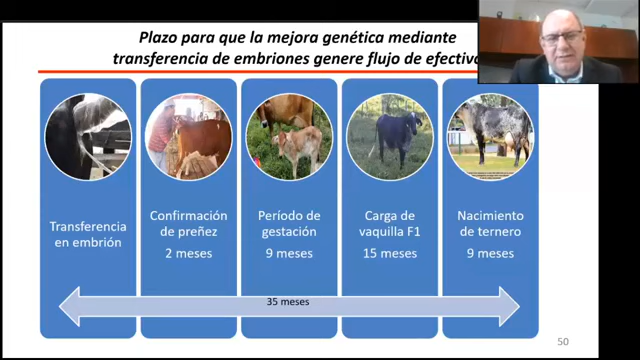 Plazo para que la mejora genética mediante
transferencia de embriones genere flujo de efectivo
Transferencia
en embrión
Confirmación
de preñez
2 meses
Período de
gestación
9 meses
Carga de
vaquilla F1
15 meses
Nacimiento
de ternero
9 meses
35 meses
50